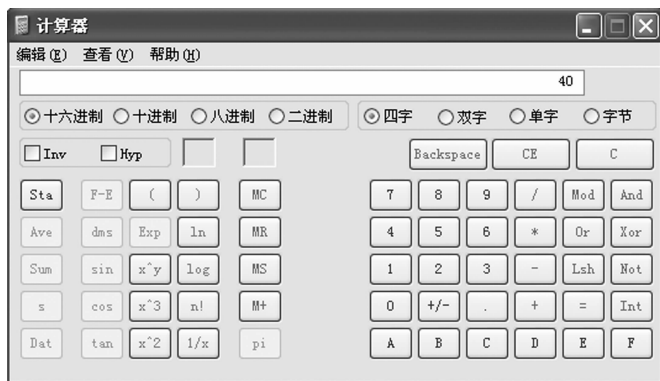 计算器
编辑(E) 查看(V) 帮助(H)
40
十六进制 十进制 八进制 二进制 四字 双字 单字 字节
Inv Hyp Backspace CE C
Sta F-E ( ) MC 7 8 9 / Mod And
Ave dms Exp ln MR 4 5 6 * Or Xor
Sum sin x^y log MS 1 2 3 - Lsh Not
s cos x^3 n! M+ 0 +/- . + = Int
Dat tan x^2 1/x pi A B C D E F